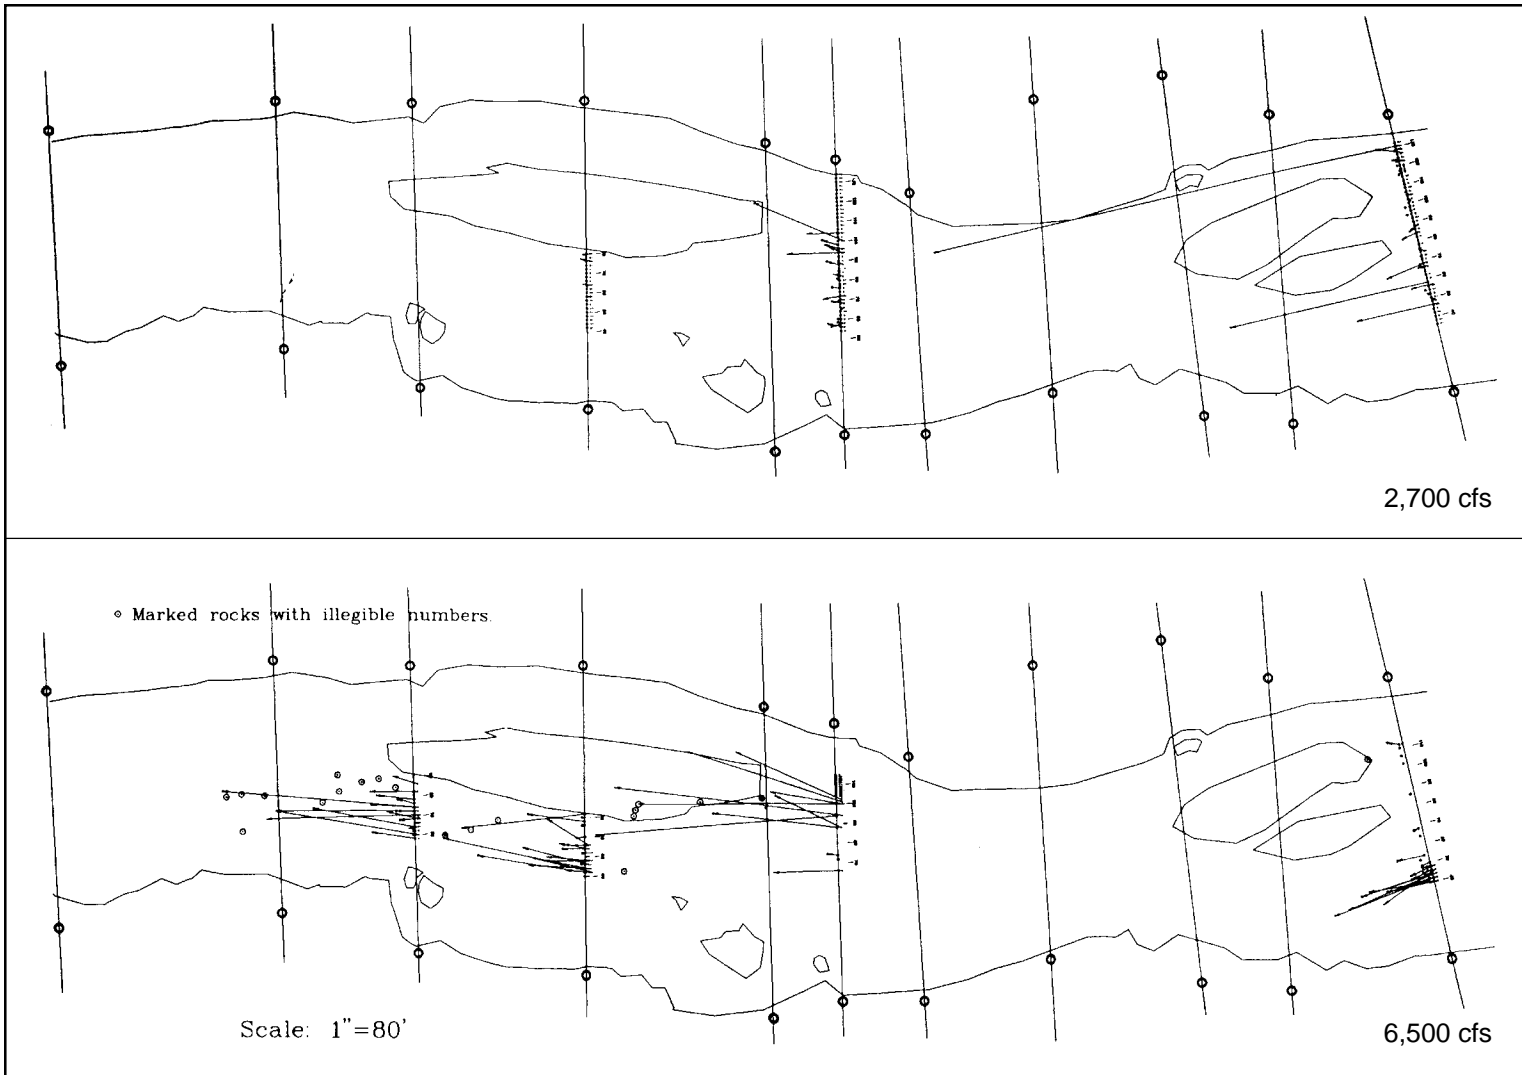 2,700 cfs
⊙ Marked rocks with illegible numbers.
Scale: 1"=80'
6,500 cfs